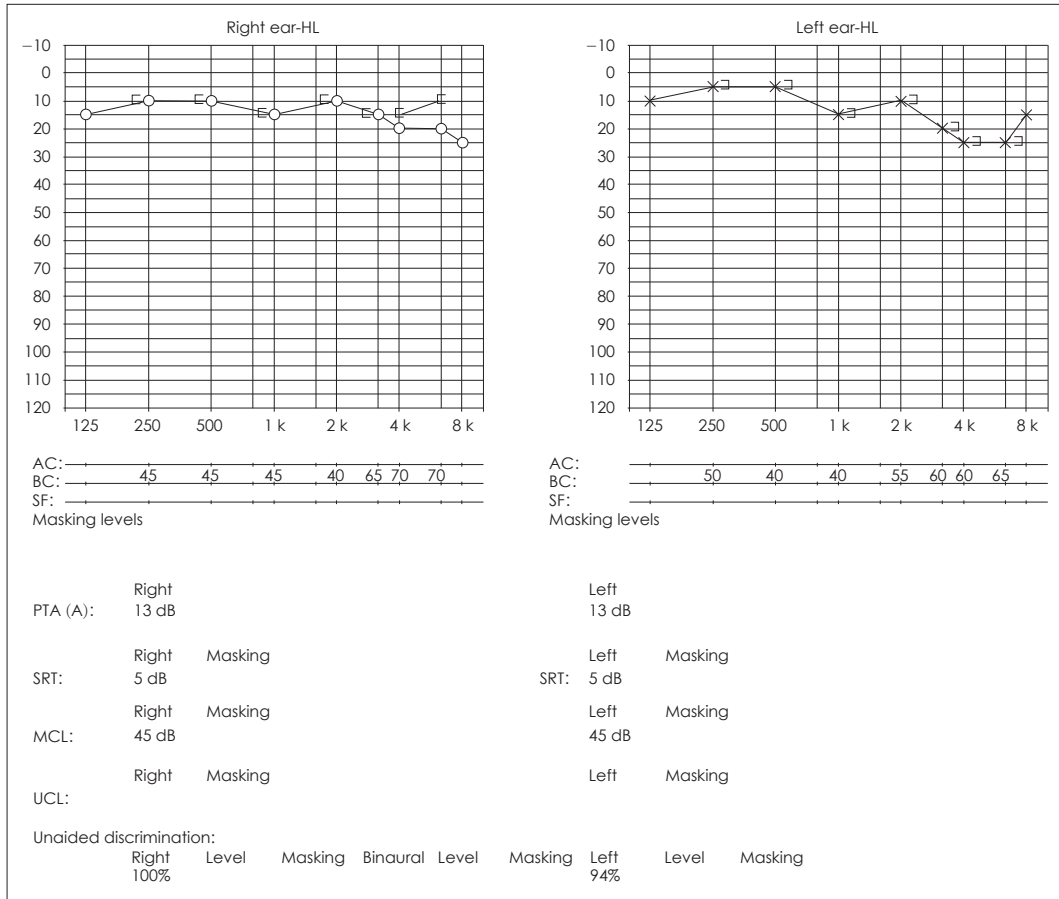 Right ear-HL Left ear-HL
−10 −10
0 0
10 10
20 20
30 30
40 40
50 50
60 60
70 70
80 80
90 90
100 100
110 110
120 120
125 250 500 1 k 2 k 4 k 8 k 125 250 500 1 k 2 k 4 k 8 k
AC: AC:
BC: 45 45 45 40 65 70 70 BC: 50 40 40 55 60 60 65
SF: SF:
Masking levels Masking levels
Right Left
PTA (A): 13 dB 13 dB
Right Masking Left Masking
SRT: 5 dB SRT: 5 dB
Right Masking Left Masking
MCL: 45 dB 45 dB
Right Masking Left Masking
UCL:
Unaided discrimination:
Right Level Masking Binaural Level Masking Left Level Masking
100% 94%